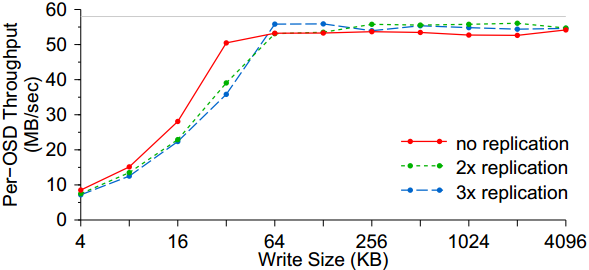 Per-OSD Throughput
(MB/sec)
60
50
40
30
20
10
0
no replication
2x replication
3x replication
4 16 64 256 1024 4096
Write Size (KB)